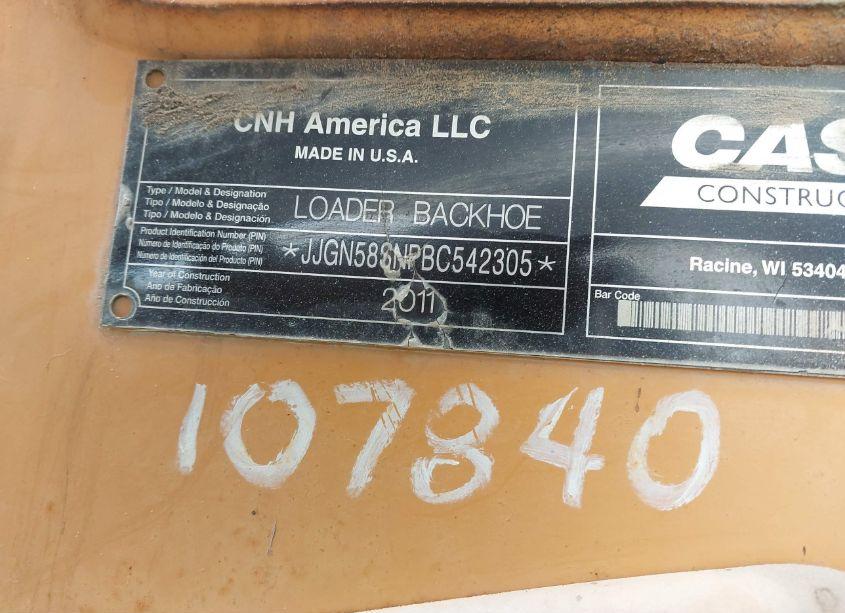 CNH America LLC
MADE IN U.S.A.
Type / Model & Designation
Tipo / Modelo & Designação
Tipo / Modelo & Designación
LOADER BACKHOE
Product Identification Number (PIN)
Número de Identificação do Produto (PIN)
Número de Identificación del Producto (PIN)
*JJGN58SNPBC542305*
Year of Construction
Ano de Fabricação
Año de Construcción
2011
CAS
CONSTRUC
Racine, WI 53404
Bar Code
107840